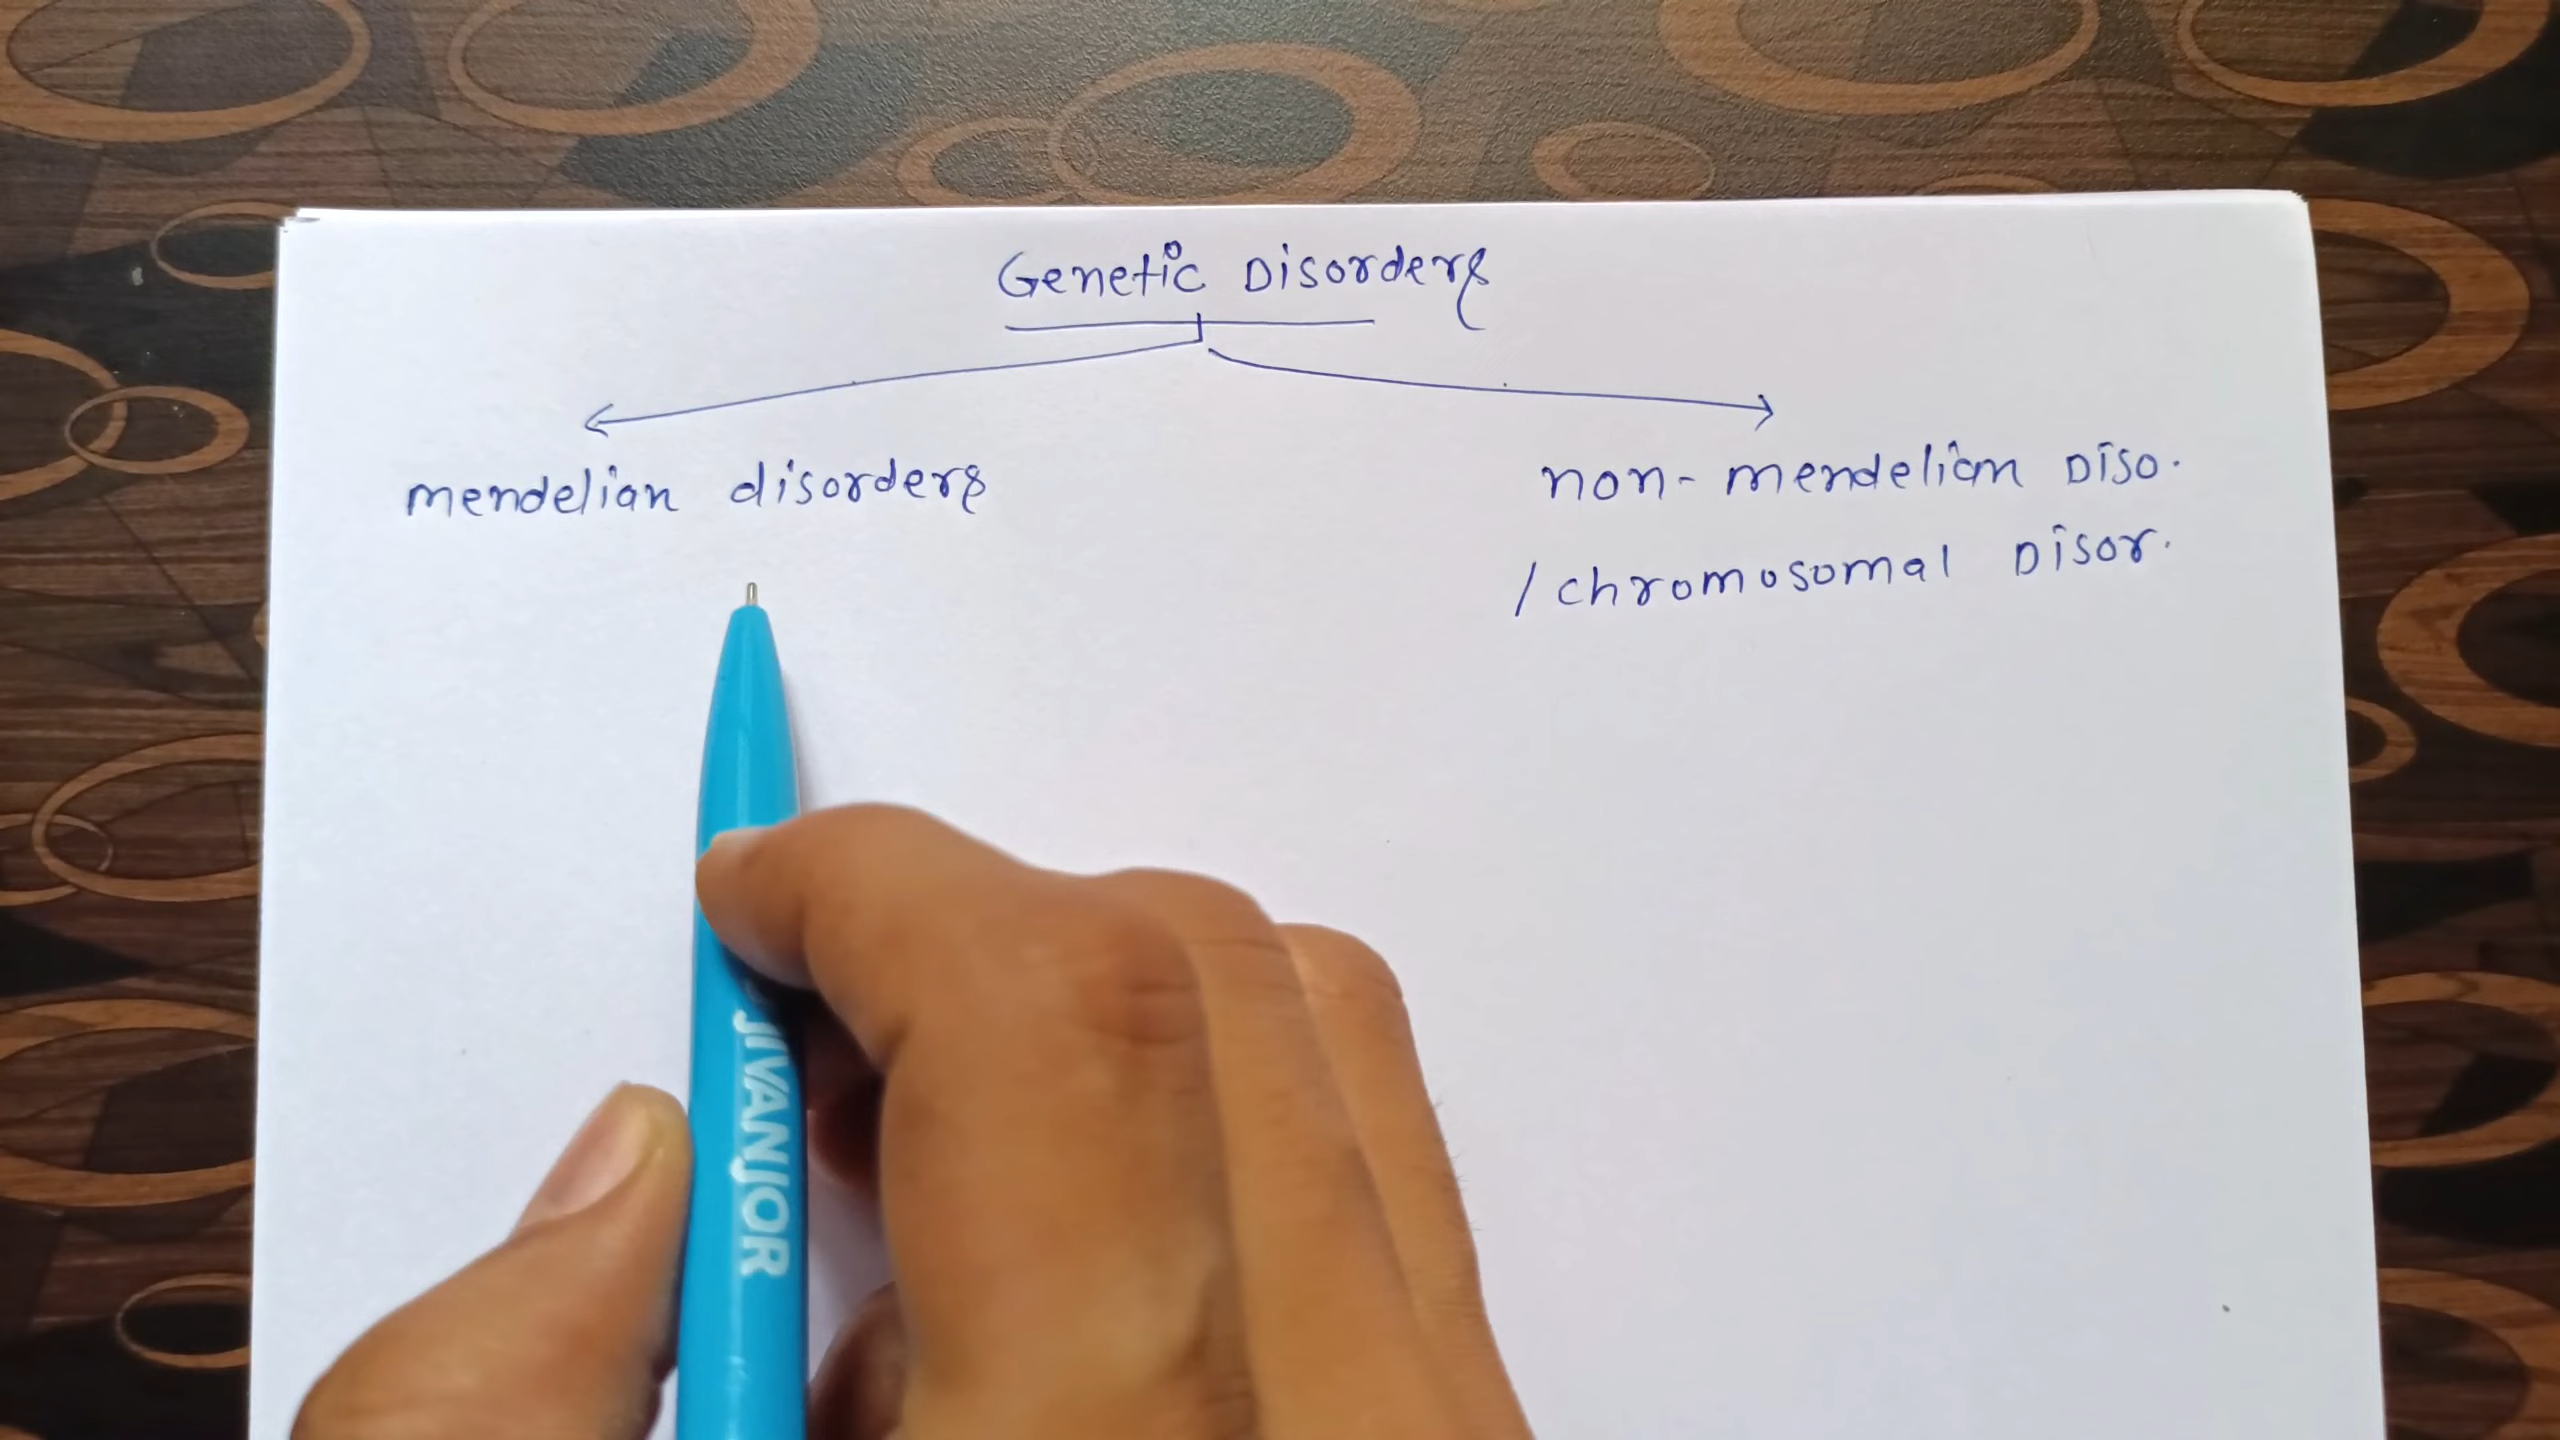 Genetic Disorders
mendelian disorders
non-mendelian Diso.
/chromosomal Disor.
JIVANJOR